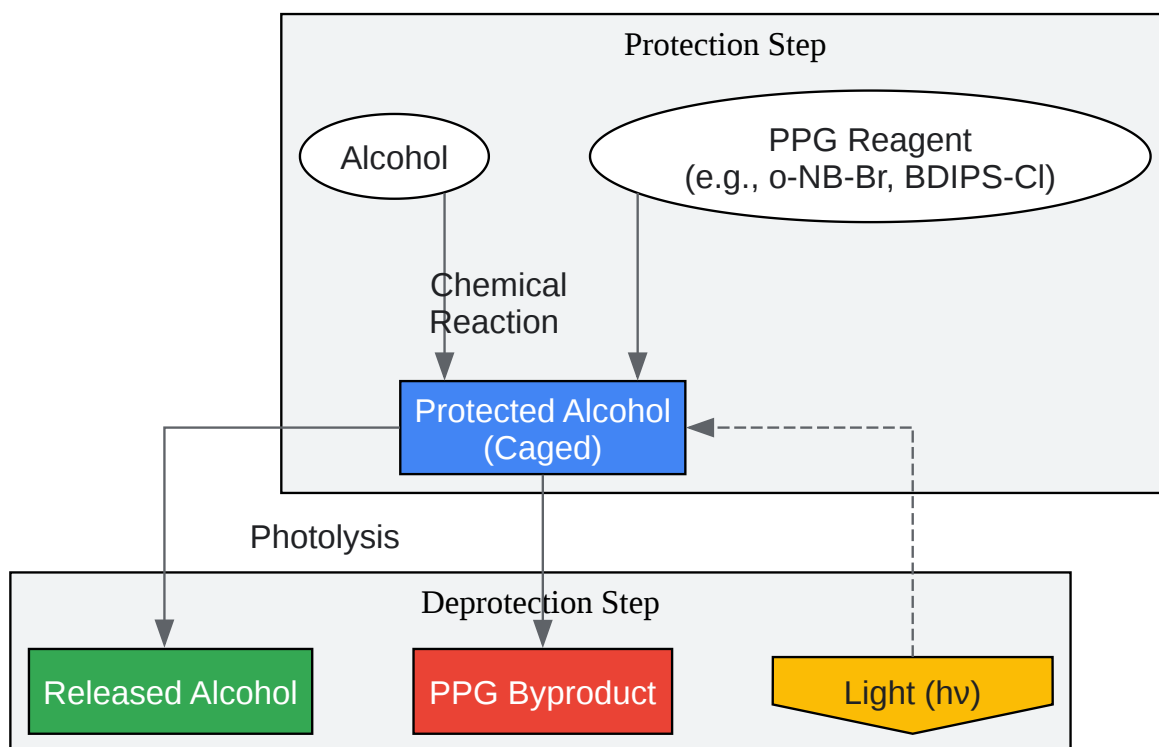 Protection Step
Alcohol
PPG Reagent
(e.g., o-NB-Br, BDIPS-Cl)
Chemical
Reaction
Protected Alcohol
(Caged)
Photolysis
Deprotection Step
Released Alcohol
PPG Byproduct
Light (hν)